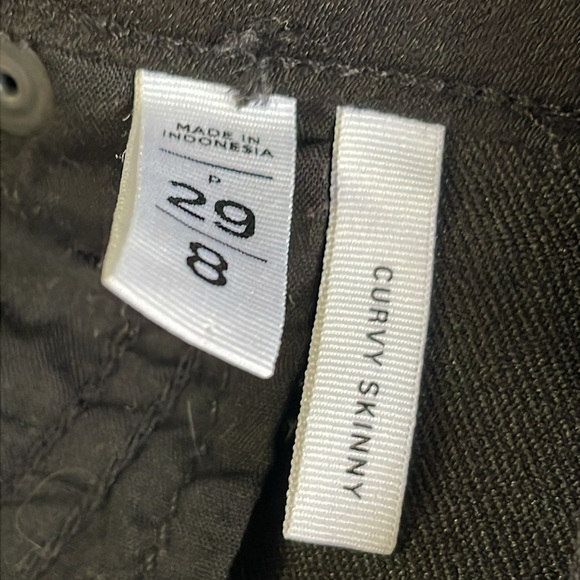 MADE IN
INDONESIA
P
29
8
CURVY SKINNY